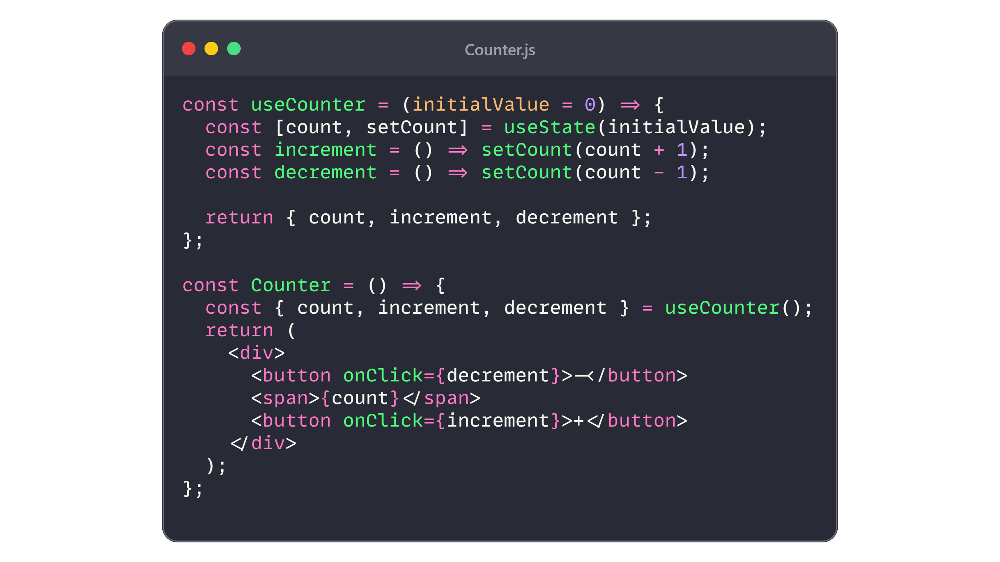 Counter.js
const useCounter = (initialValue = 0) => {
  const [count, setCount] = useState(initialValue);
  const increment = () => setCount(count + 1);
  const decrement = () => setCount(count - 1);

  return { count, increment, decrement };
};

const Counter = () => {
  const { count, increment, decrement } = useCounter();
  return (
    <div>
      <button onClick={decrement}>-</button>
      <span>{count}</span>
      <button onClick={increment}>+</button>
    </div>
  );
};